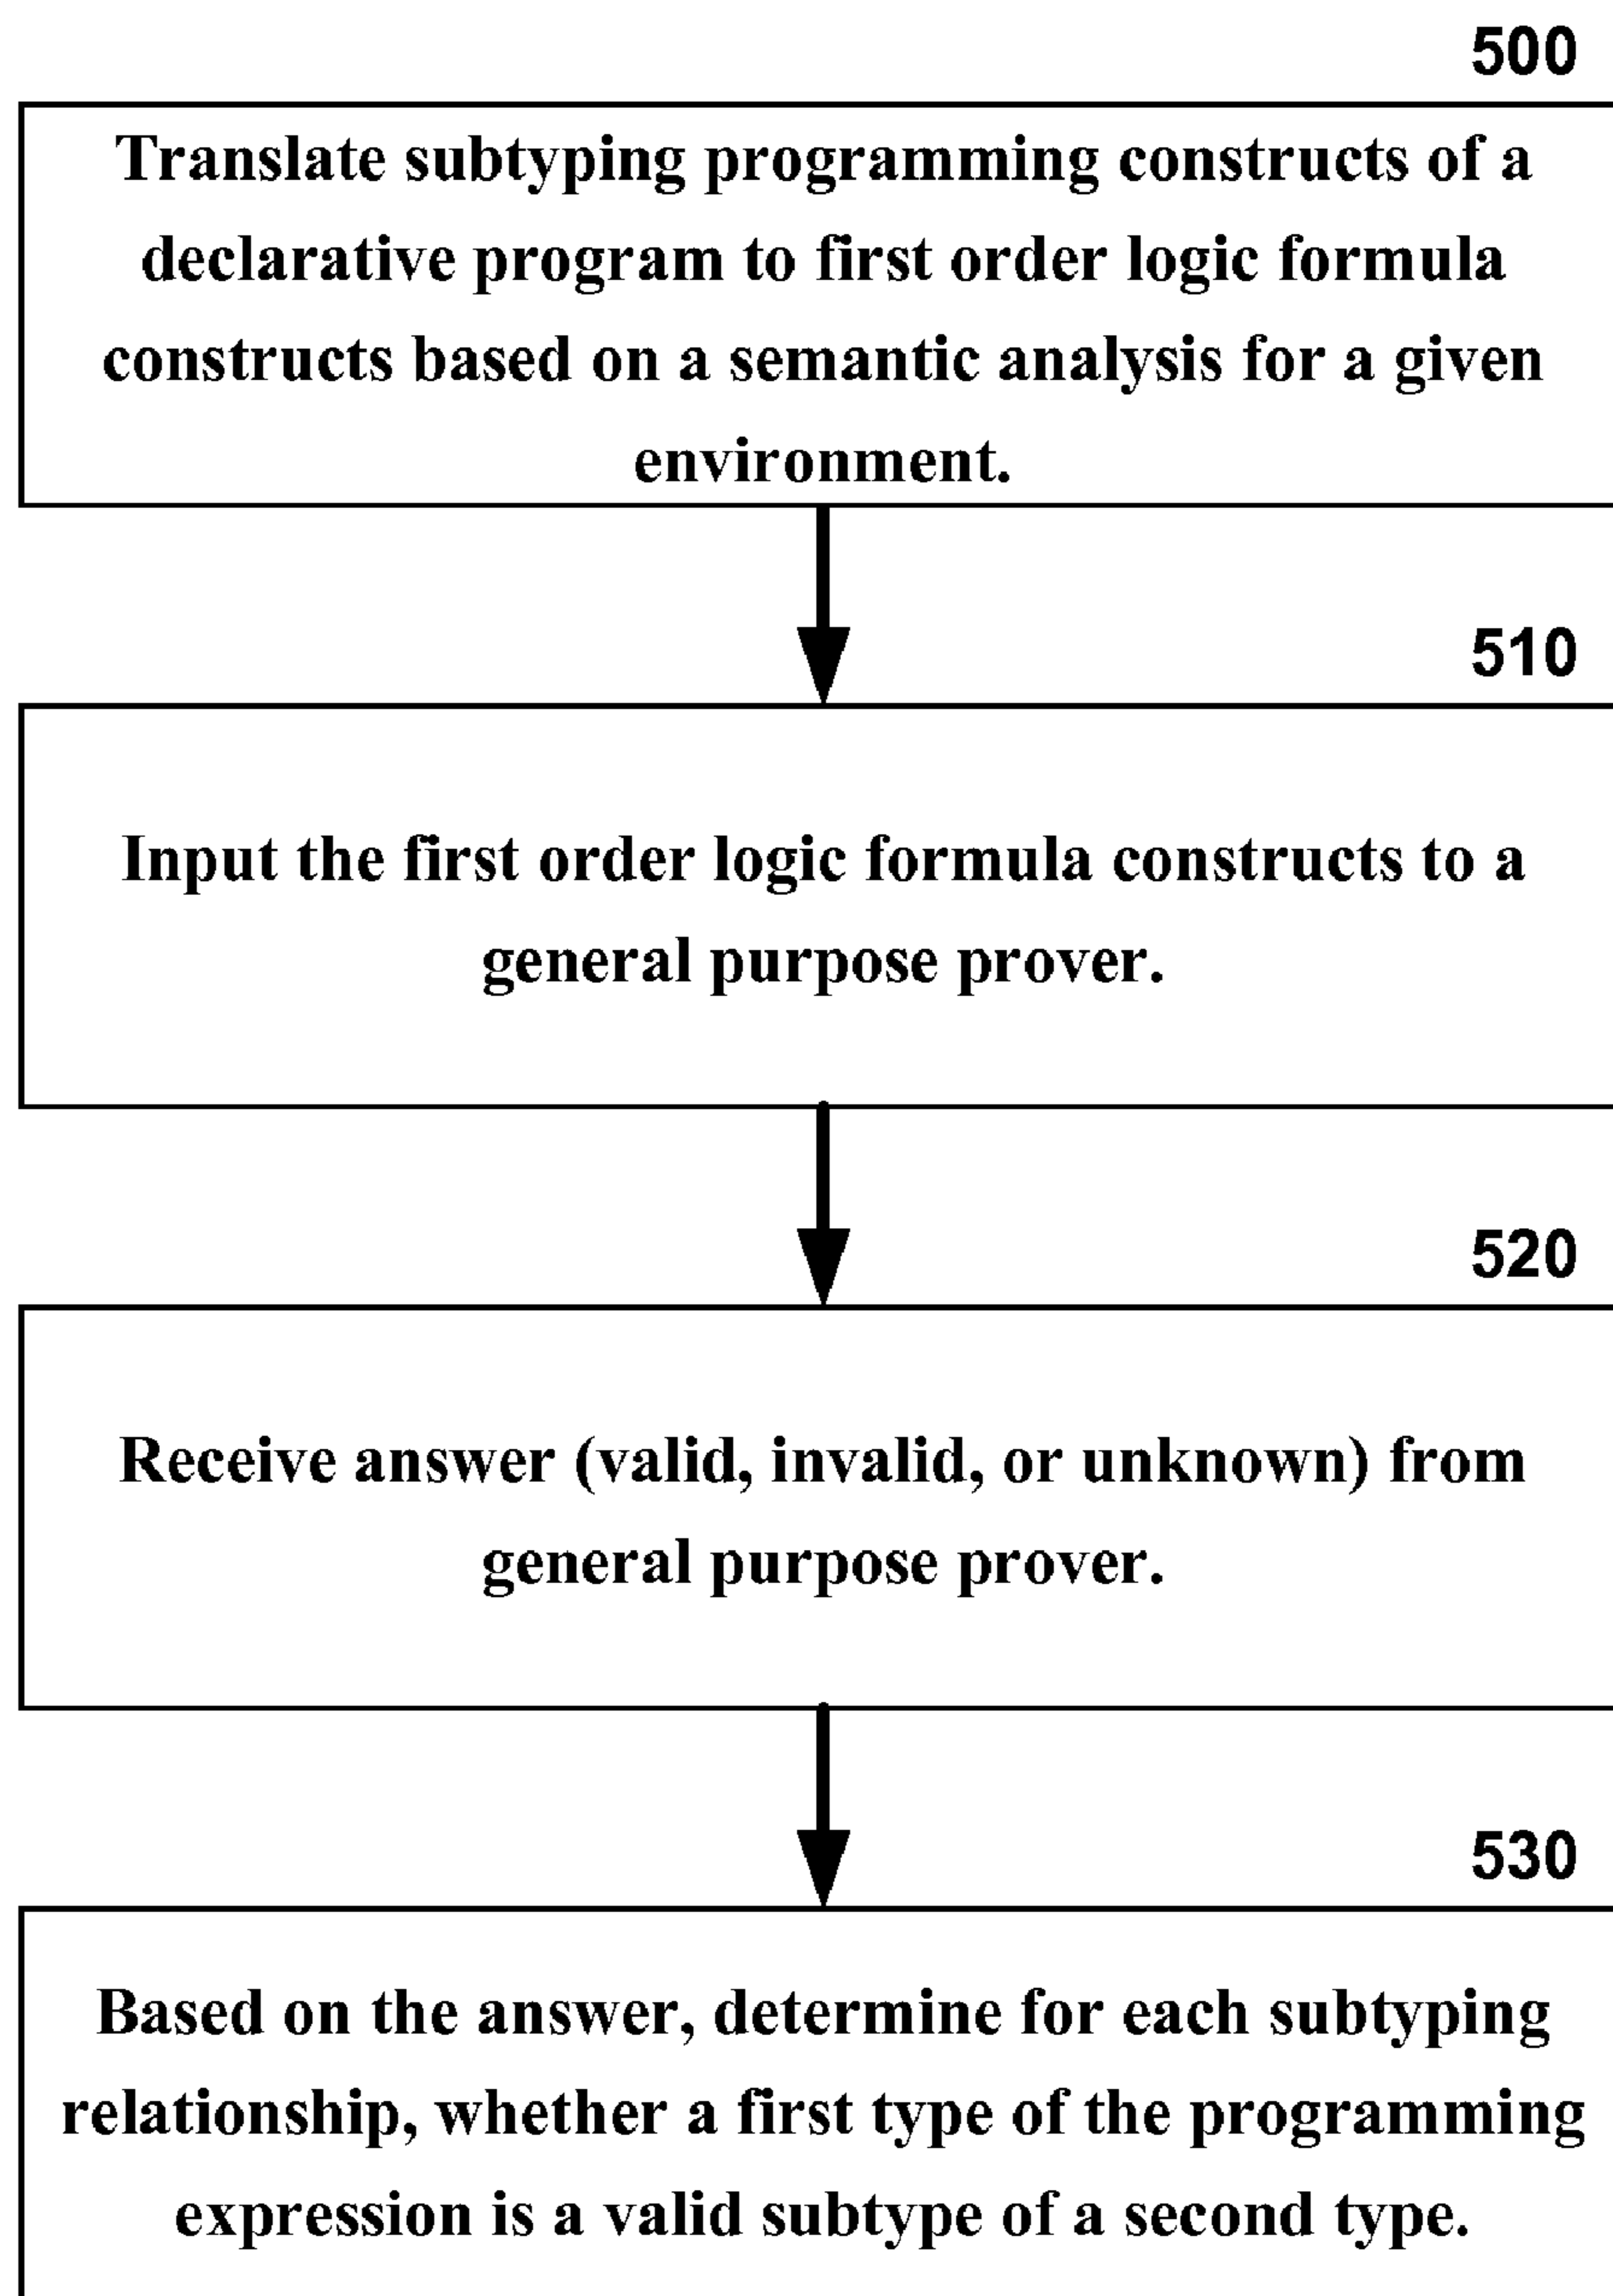 500
Translate subtyping programming constructs of a
declarative program to first order logic formula
constructs based on a semantic analysis for a given
environment.
510
Input the first order logic formula constructs to a
general purpose prover.
520
Receive answer (valid, invalid, or unknown) from
general purpose prover.
530
Based on the answer, determine for each subtyping
relationship, whether a first type of the programming
expression is a valid subtype of a second type.